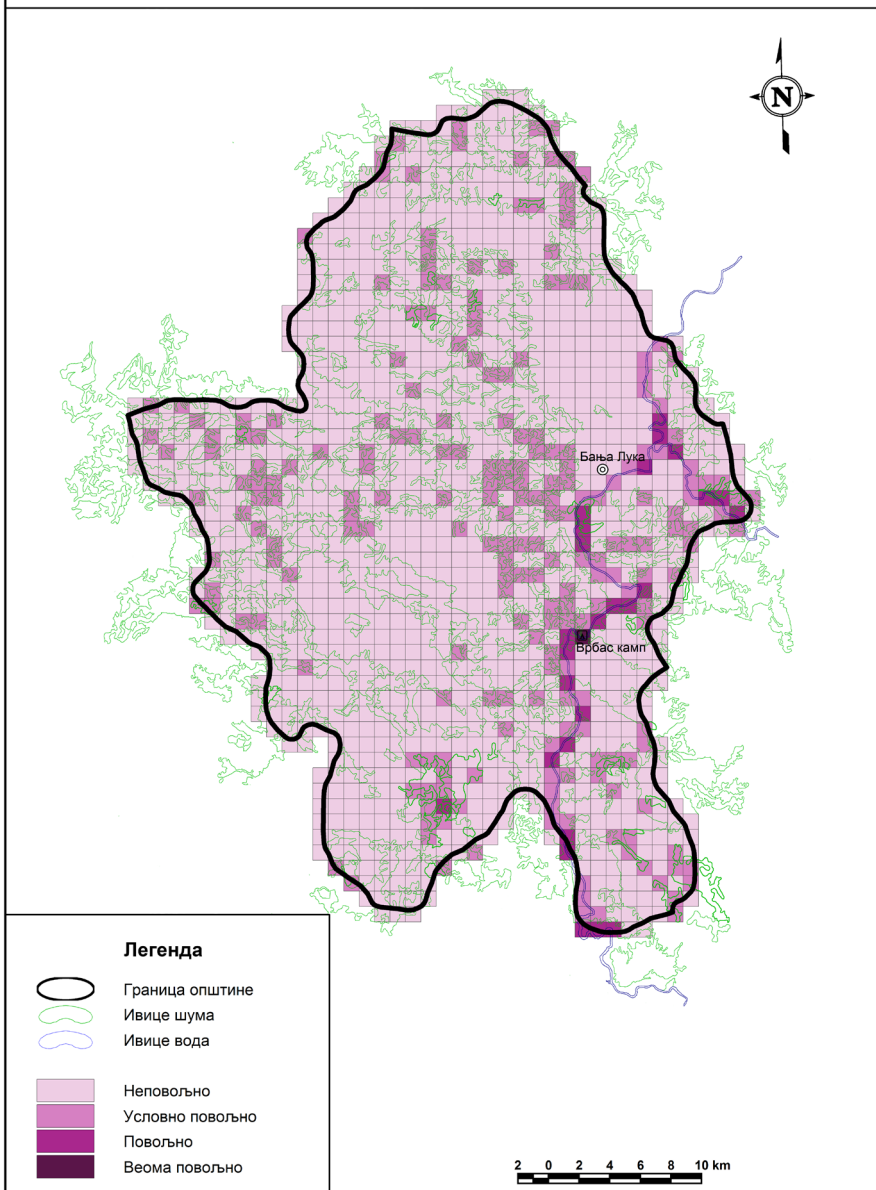 N
Бања Лука
Врбас камп
Легенда
Граница општине
Ивице шума
Ивице вода
Неповољно
Условно повољно
Повољно
Веома повољно
2 0 2 4 6 8 10 km